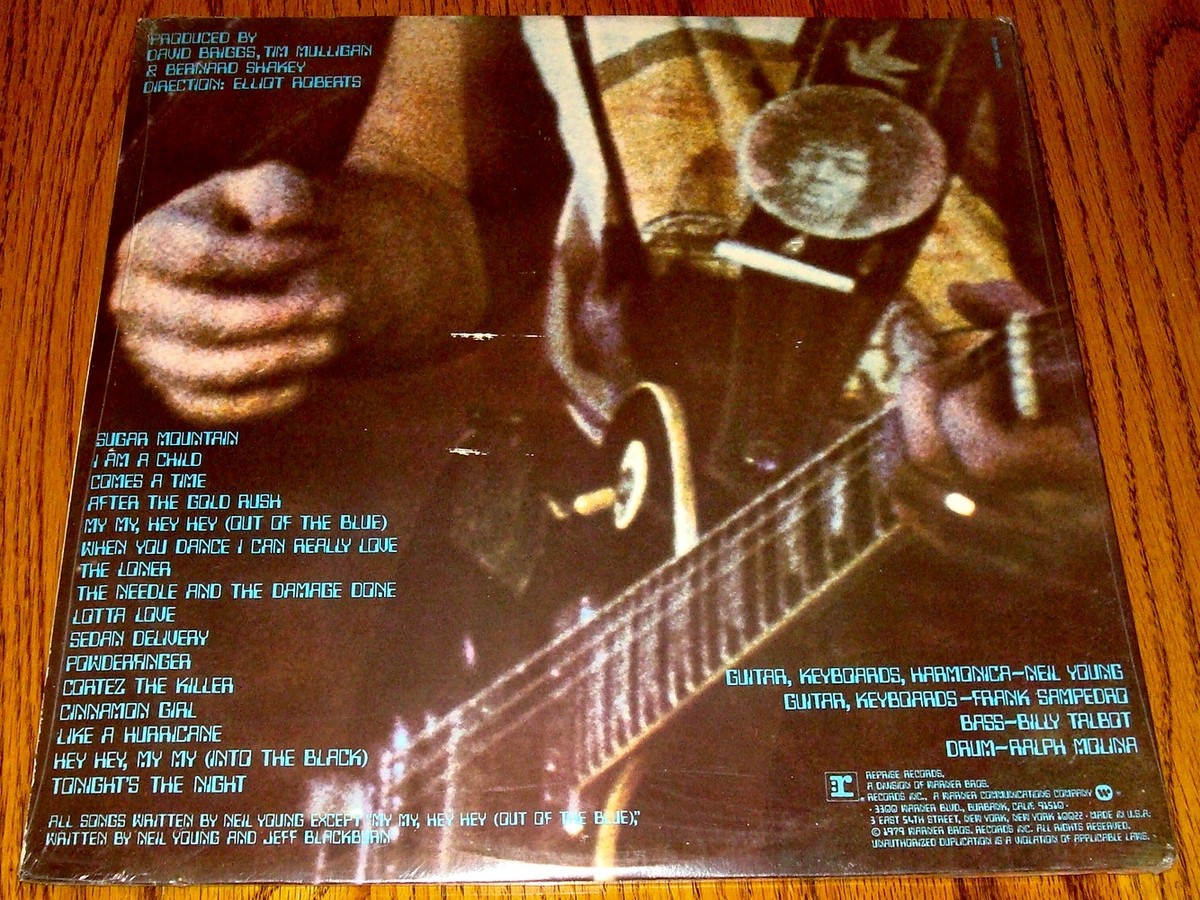 PRODUCED BY
DAVID BRIGGS, TIM MULLIGAN
& BERNARD SHAKEY
DIRECTION: ELLIOT ROBERTS
SUGAR MOUNTAIN
I AM A CHILD
COMES A TIME
AFTER THE GOLD RUSH
MY MY, HEY HEY (OUT OF THE BLUE)
WHEN YOU DANCE I CAN REALLY LOVE
THE LONER
THE NEEDLE AND THE DAMAGE DONE
LOTTA LOVE
SEDAN DELIVERY
POWDERFINGER
CORTEZ THE KILLER
CINNAMON GIRL
LIKE A HURRICANE
HEY HEY, MY MY (INTO THE BLACK)
TONIGHT'S THE NIGHT
ALL SONGS WRITTEN BY NEIL YOUNG EXCEPT "MY MY, HEY HEY (OUT OF THE BLUE),"
WRITTEN BY NEIL YOUNG AND JEFF BLACKBURN
GUITAR, KEYBOARDS, HARMONICA—NEIL YOUNG
GUITAR, KEYBOARDS—FRANK SAMPEDRO
BASS—BILLY TALBOT
DRUM—RALPH MOLINA
r
REPRISE RECORDS,
A DIVISION OF WARNER BROS.
RECORDS INC., A WARNER COMMUNICATIONS COMPANY
· 3300 WARNER BLVD., BURBANK, CALIF. 91510 ·
3 EAST 54TH STREET, NEW YORK, NEW YORK 10022 · MADE IN U.S.A.
© 1979 WARNER BROS. RECORDS INC. ALL RIGHTS RESERVED.
UNAUTHORIZED DUPLICATION IS A VIOLATION OF APPLICABLE LAWS.